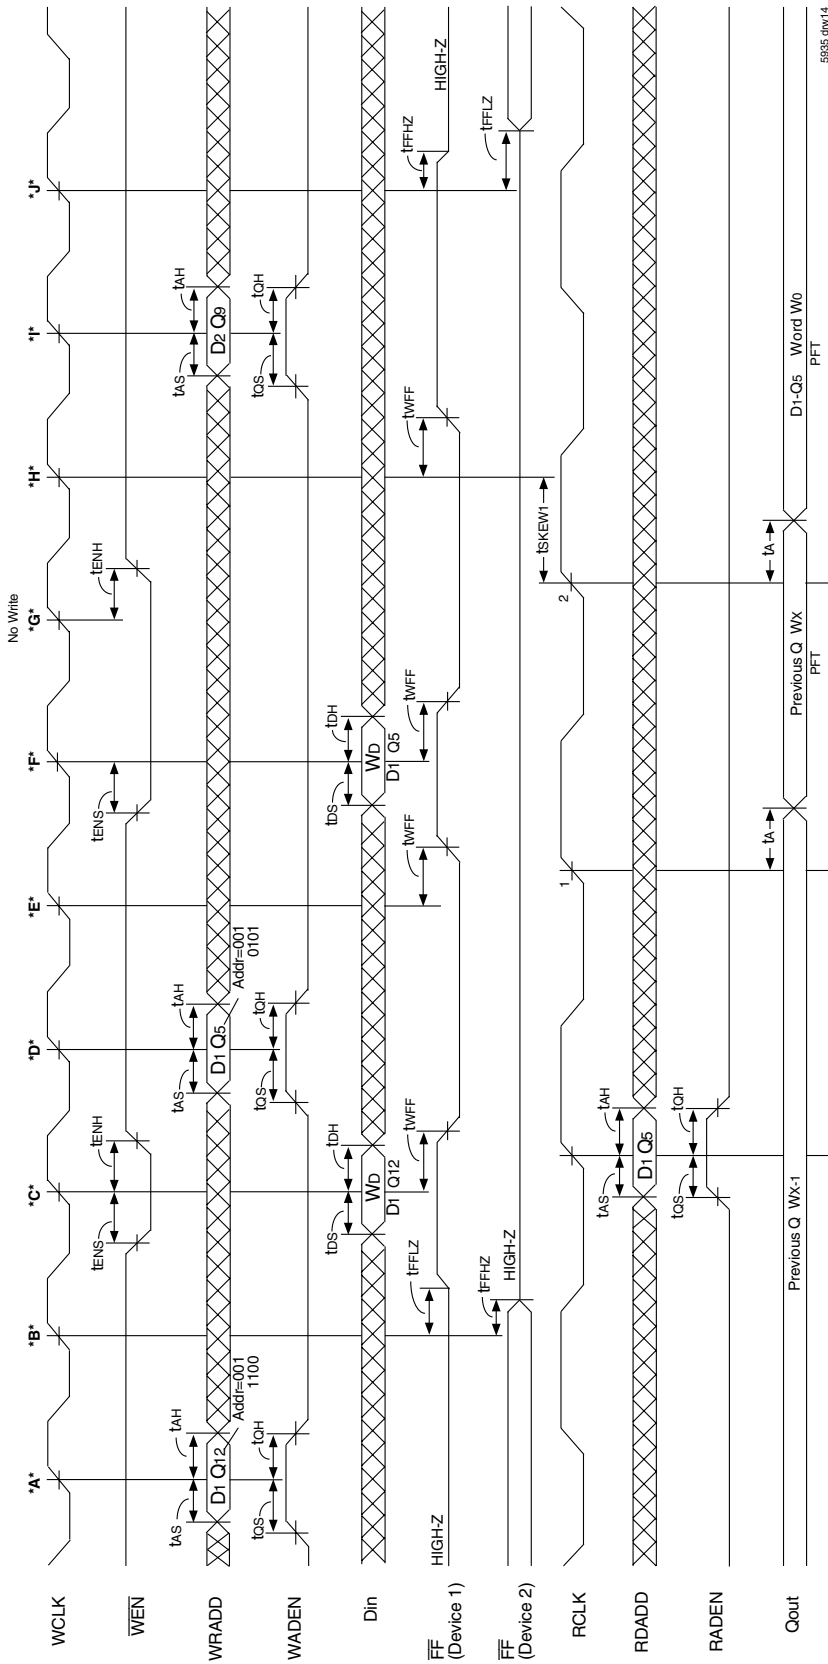 No Write
*A* *B* *C* *D* *E* *F* *G* *H* *I* *J*
WCLK
tENS tENH tENS tENH
WEN
tAS tAH tAS tAH tAS tAH
WRADD D1 Q12 D1 Q5 D2 Q9
Addr=001
1100
Addr=001
0101
tQS tQH tQS tQH tQS tQH
WADEN
tDS tDH tDS tDH
Din WD WD
D1 Q12 D1 Q5
tFFLZ tWFF tWFF tWFF tWFF tFFHZ
HIGH-Z HIGH-Z
FF
(Device 1)
tFFHZ tFFLZ
HIGH-Z
FF
(Device 2)
tSKEW1
1 2
RCLK
tAS tAH
RDADD D1 Q5
tQS tQH
RADEN
tA tA
Qout Previous Q WX-1 Previous Q WX D1-Q5 Word W0
PFT PFT
5935 drw14